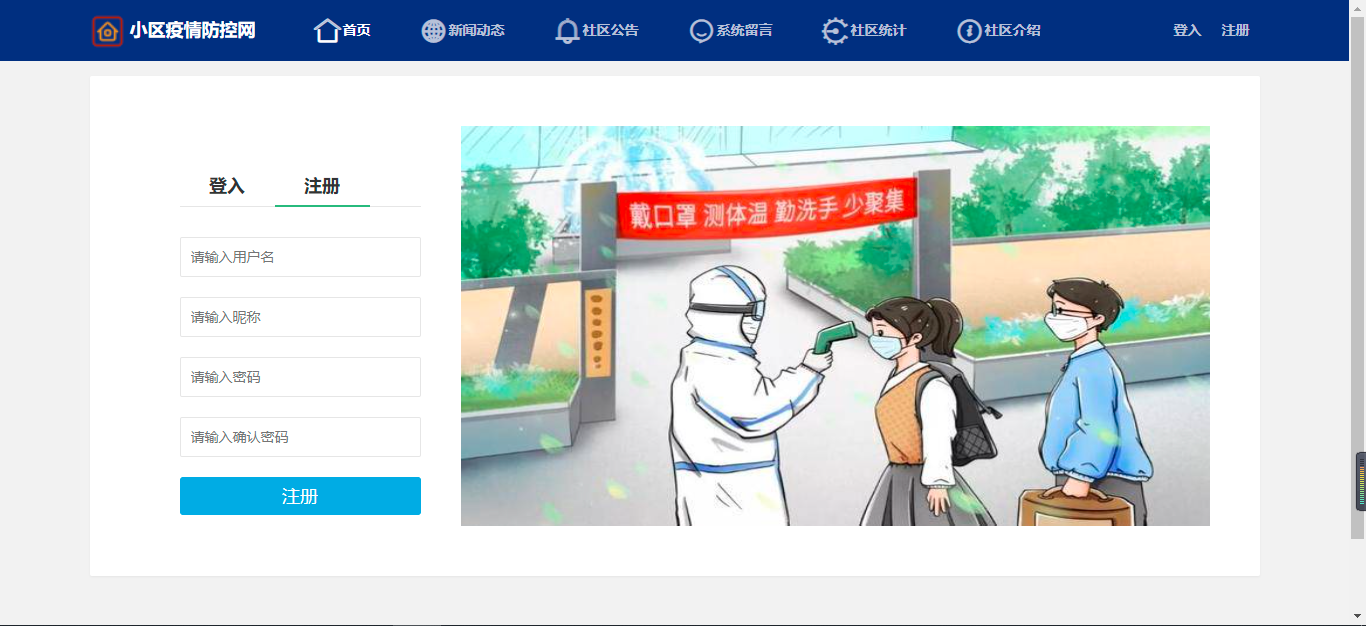 小区疫情防控网 首页 新闻动态 社区公告 系统留言 社区统计 社区介绍 登入 注册
登入 注册
请输入用户名
请输入昵称
请输入密码
请输入确认密码
注册
戴口罩 测体温 勤洗手 少聚集